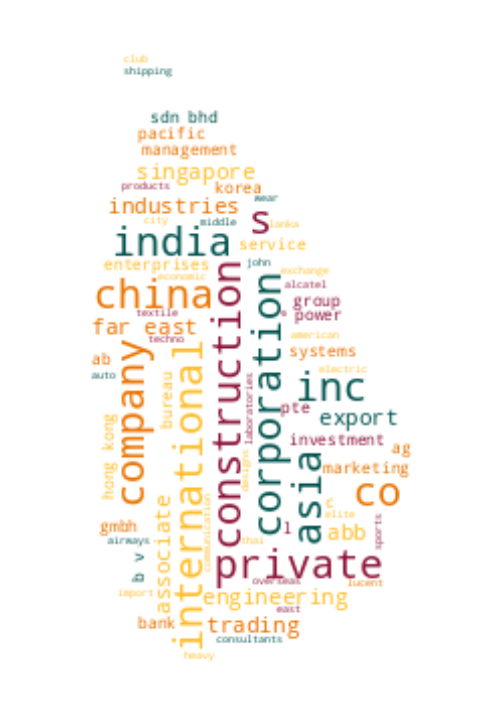 club
shipping
sdn bhd
pacific
management
singapore
products
korea
wear
industries
city
middle
s
lanka
india
service
enterprises
john
economic
exchange
china
alcatel
textile
group
e
power
far east
techno
american
ab
systems
auto
electric
company
bureau
international
construction
corporation
laboratories
inc
pte
export
hong kong
investment
ag
designs
asia
marketing
co
associate
communication
c
elite
gmbh
l
abb
sports
airways
thai
b v
private
overseas
lucent
import
engineering
east
bank
trading
consultants
heavy